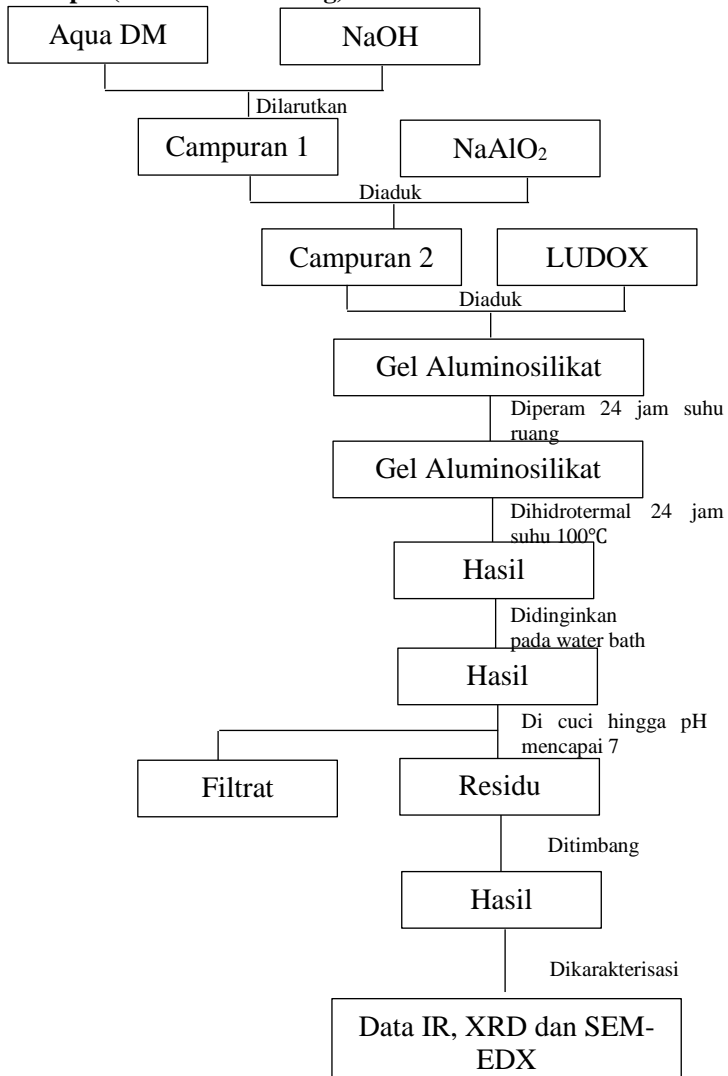 Aqua DM
NaOH
Dilarutkan
Campuran 1
NaAlO₂
Diaduk
Campuran 2
LUDOX
Diaduk
Gel Aluminosilikat
Diperam 24 jam suhu
ruang
Gel Aluminosilikat
Dihidrotermal 24 jam
suhu 100℃
Hasil
Didinginkan
pada water bath
Hasil
Di cuci hingga pH
mencapai 7
Filtrat
Residu
Ditimbang
Hasil
Dikarakterisasi
Data IR, XRD dan SEM-
EDX